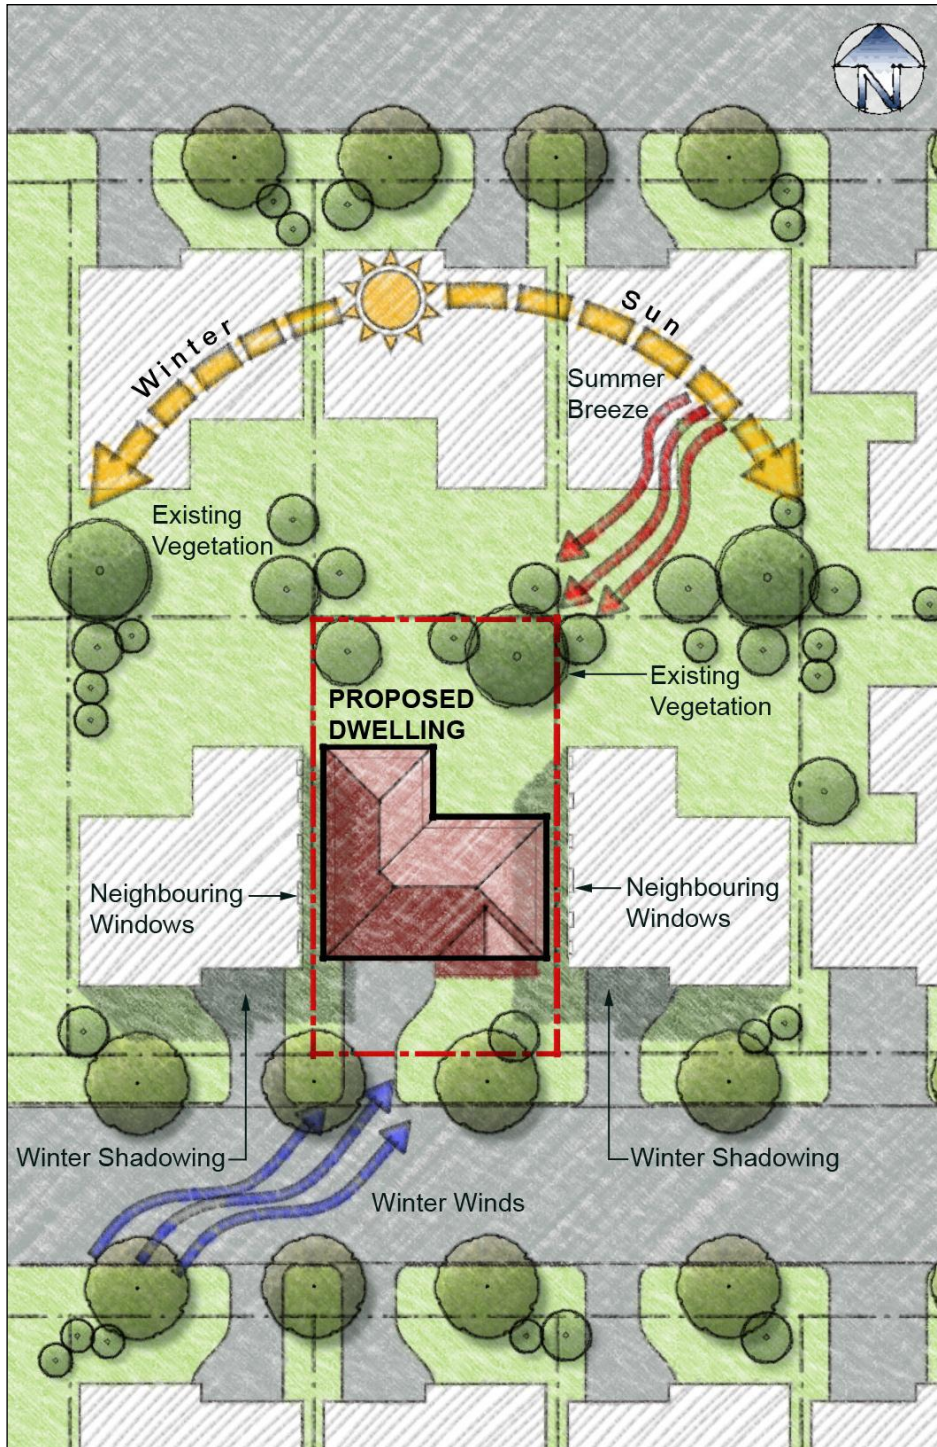 N
Winter
Sun
Summer
Breeze
Existing
Vegetation
Existing
Vegetation
PROPOSED
DWELLING
Neighbouring
Windows
Neighbouring
Windows
Winter Shadowing
Winter Shadowing
Winter Winds